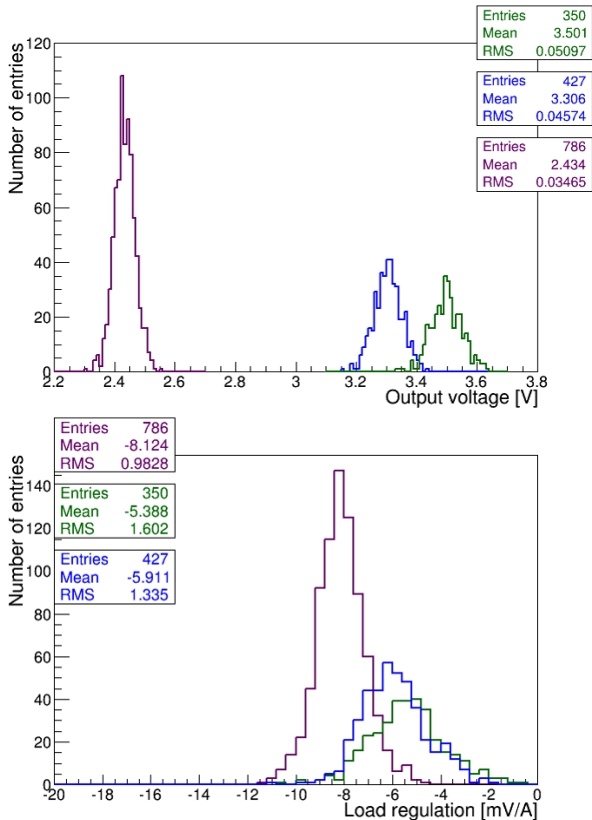 Entries 350
Mean 3.501
RMS 0.05097
Entries 427
Mean 3.306
RMS 0.04574
Entries 786
Mean 2.434
RMS 0.03465
Number of entries
120
100
80
60
40
20
0
2.2 2.4 2.6 2.8 3 3.2 3.4 3.6 3.8
Output voltage [V]
Entries 786
Mean -8.124
RMS 0.9828
Entries 350
Mean -5.388
RMS 1.602
Entries 427
Mean -5.911
RMS 1.335
Number of entries
140
120
100
80
60
40
20
0
-20 -18 -16 -14 -12 -10 -8 -6 -4 -2 0
Load regulation [mV/A]